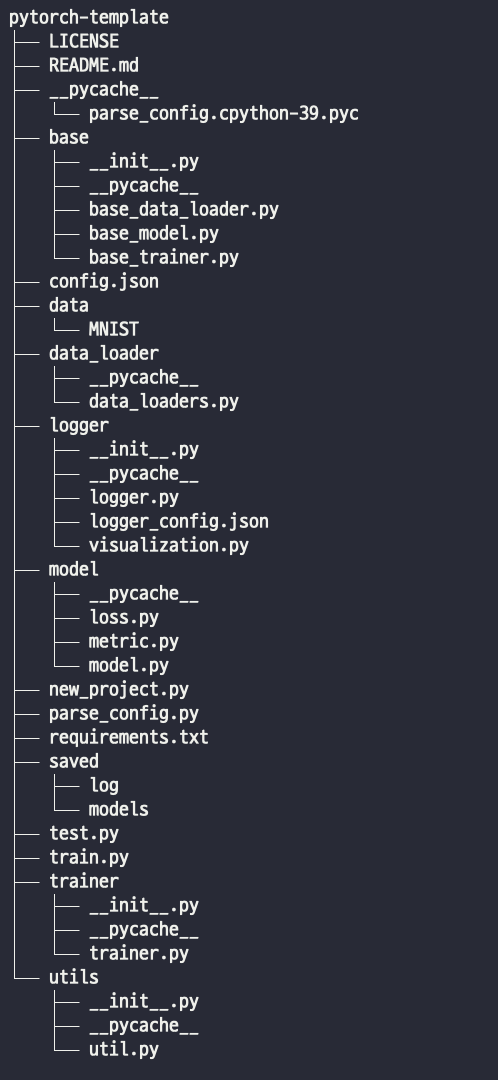 pytorch-template
├── LICENSE
├── README.md
├── __pycache__
│   └── parse_config.cpython-39.pyc
├── base
│   ├── __init__.py
│   ├── __pycache__
│   ├── base_data_loader.py
│   ├── base_model.py
│   └── base_trainer.py
├── config.json
├── data
│   └── MNIST
├── data_loader
│   ├── __pycache__
│   └── data_loaders.py
├── logger
│   ├── __init__.py
│   ├── __pycache__
│   ├── logger.py
│   ├── logger_config.json
│   └── visualization.py
├── model
│   ├── __pycache__
│   ├── loss.py
│   ├── metric.py
│   └── model.py
├── new_project.py
├── parse_config.py
├── requirements.txt
├── saved
│   ├── log
│   └── models
├── test.py
├── train.py
├── trainer
│   ├── __init__.py
│   ├── __pycache__
│   └── trainer.py
└── utils
    ├── __init__.py
    ├── __pycache__
    └── util.py